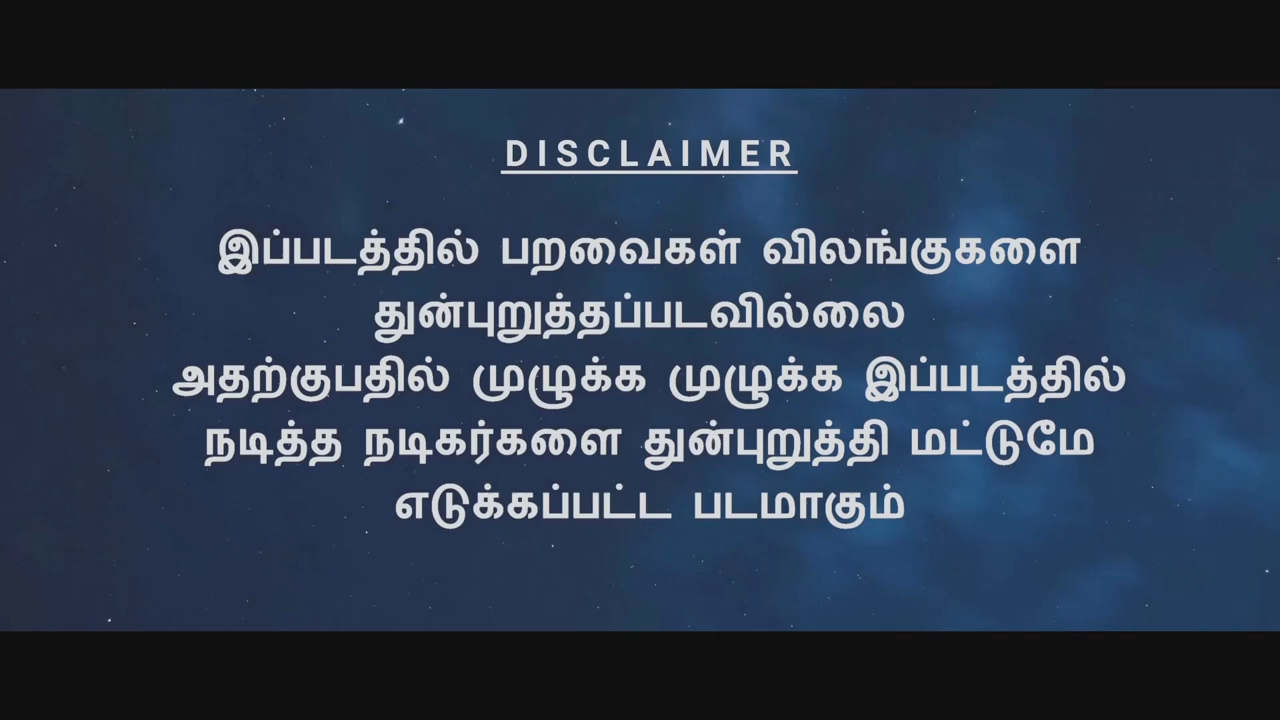 DISCLAIMER
இப்படத்தில் பறவைகள் விலங்குகளை
துன்புறுத்தப்படவில்லை
அதற்குபதில் முழுக்க முழுக்க இப்படத்தில்
நடித்த நடிகர்களை துன்புறுத்தி மட்டுமே
எடுக்கப்பட்ட படமாகும்